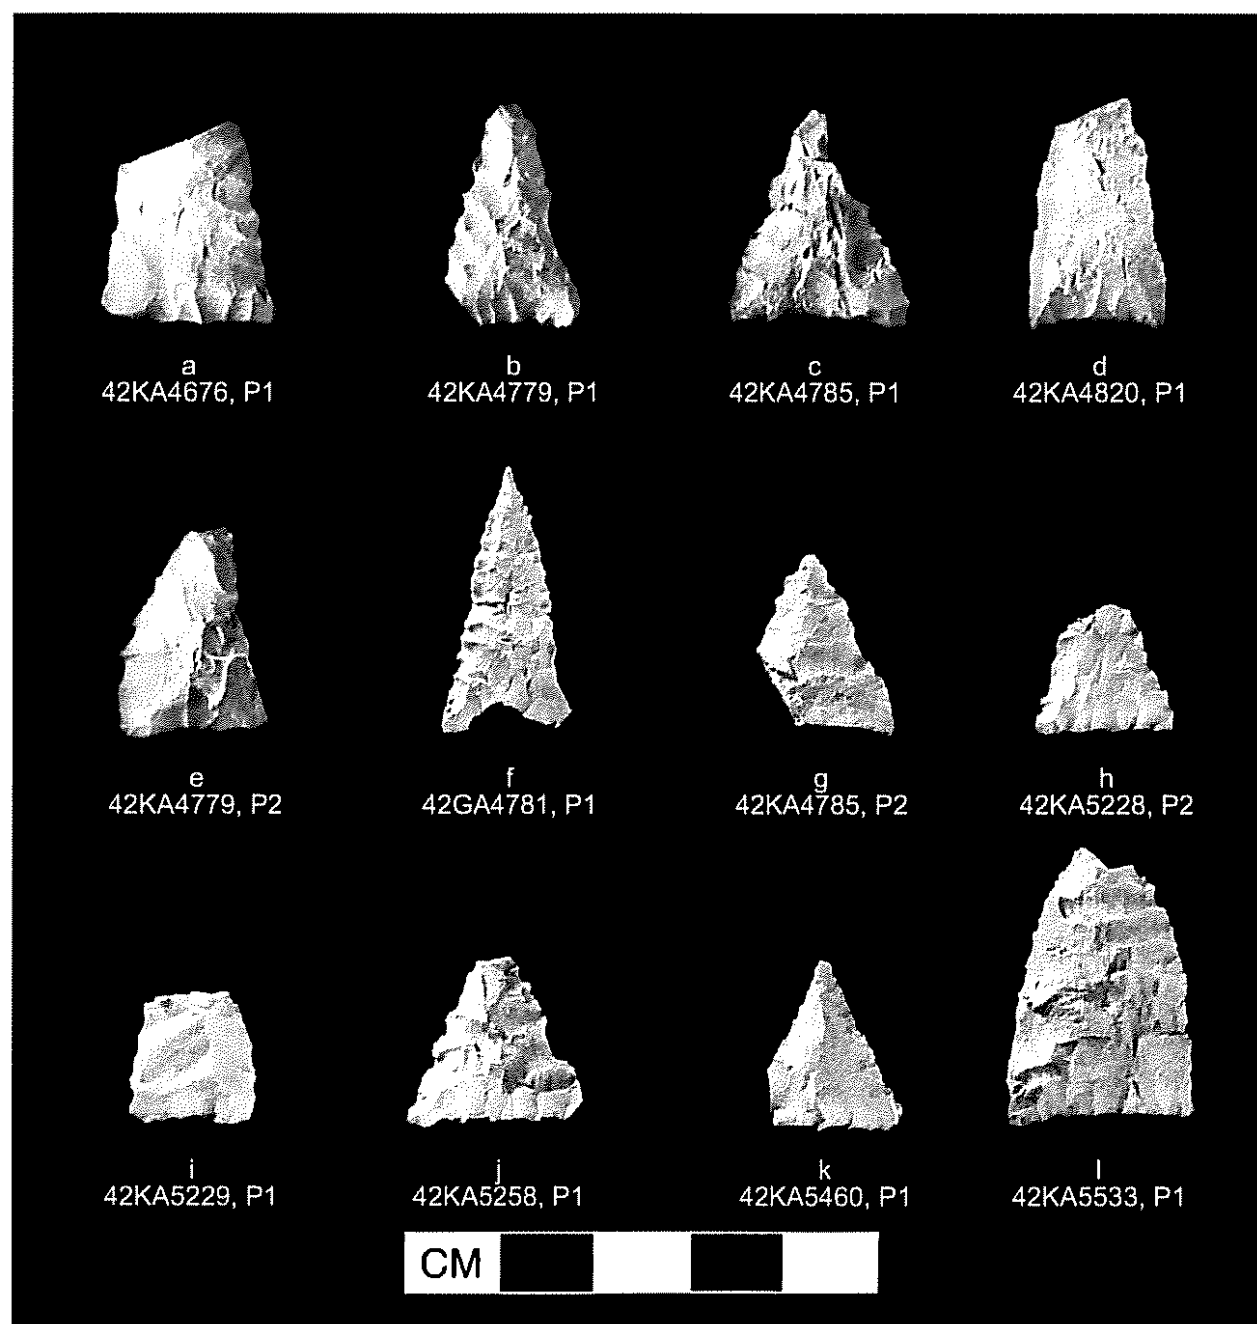 a
42KA4676, P1
b
42KA4779, P1
c
42KA4785, P1
d
42KA4820, P1
e
42KA4779, P2
f
42GA4781, P1
g
42KA4785, P2
h
42KA5228, P2
i
42KA5229, P1
j
42KA5258, P1
k
42KA5460, P1
l
42KA5533, P1
CM